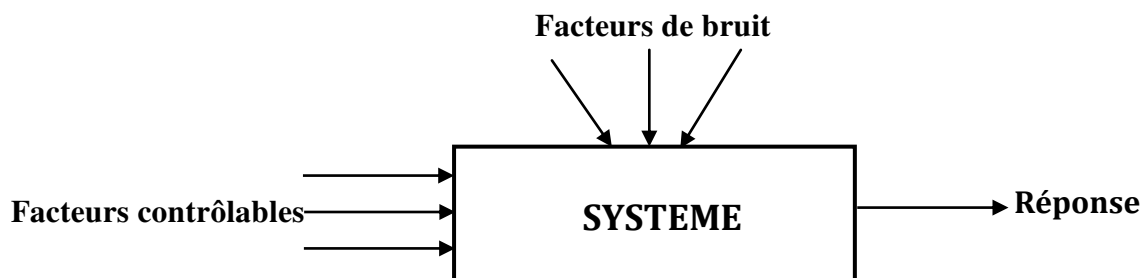 Facteurs de bruit
Facteurs contrôlables
SYSTEME
Réponse